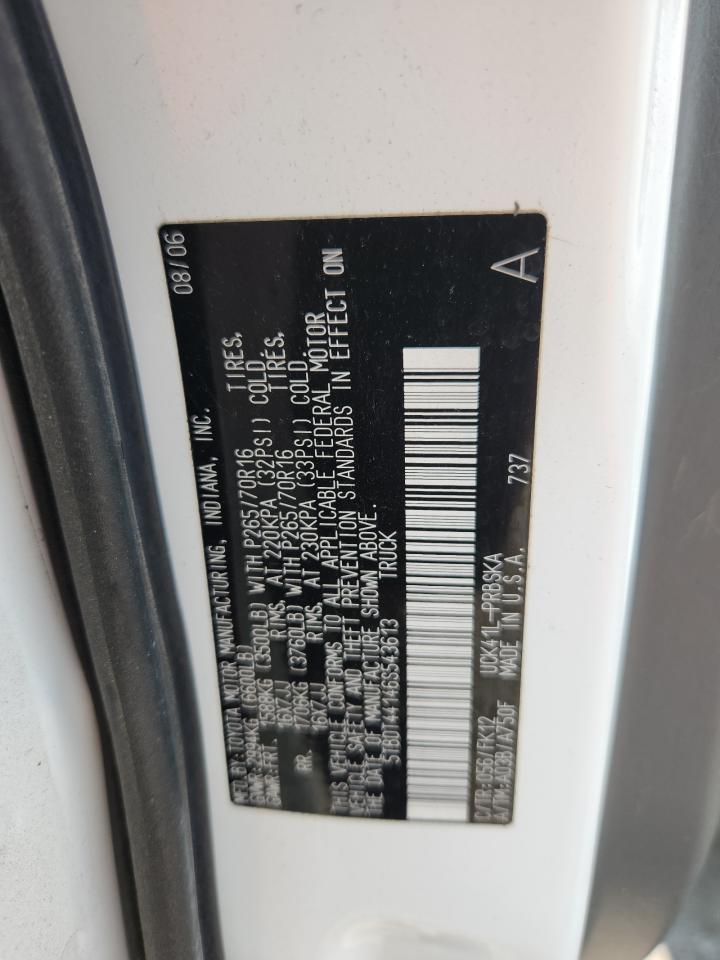 MFD. BY: TOYOTA MOTOR MANUFACTURING, INDIANA, INC. 08/06
GVWR: 2994KG (6600LB)
GAWR: FRT. 1588KG (3500LB) WITH P265/70R16 TIRES,
16X7JJ RIMS, AT 220KPA (32PSI) COLD.
RR. 1706KG (3760LB) WITH P265/70R16 TIRES,
16X7JJ RIMS, AT 230KPA (33PSI) COLD.
THIS VEHICLE CONFORMS TO ALL APPLICABLE FEDERAL MOTOR
VEHICLE SAFETY AND THEFT PREVENTION STANDARDS IN EFFECT ON
THE DATE OF MANUFACTURE SHOWN ABOVE.
5TBDT44146S543613 TRUCK
C/TR: 056/FK12 UCK41L-PRBSKA 737
A/TM: A03B/A750F MADE IN U.S.A. A